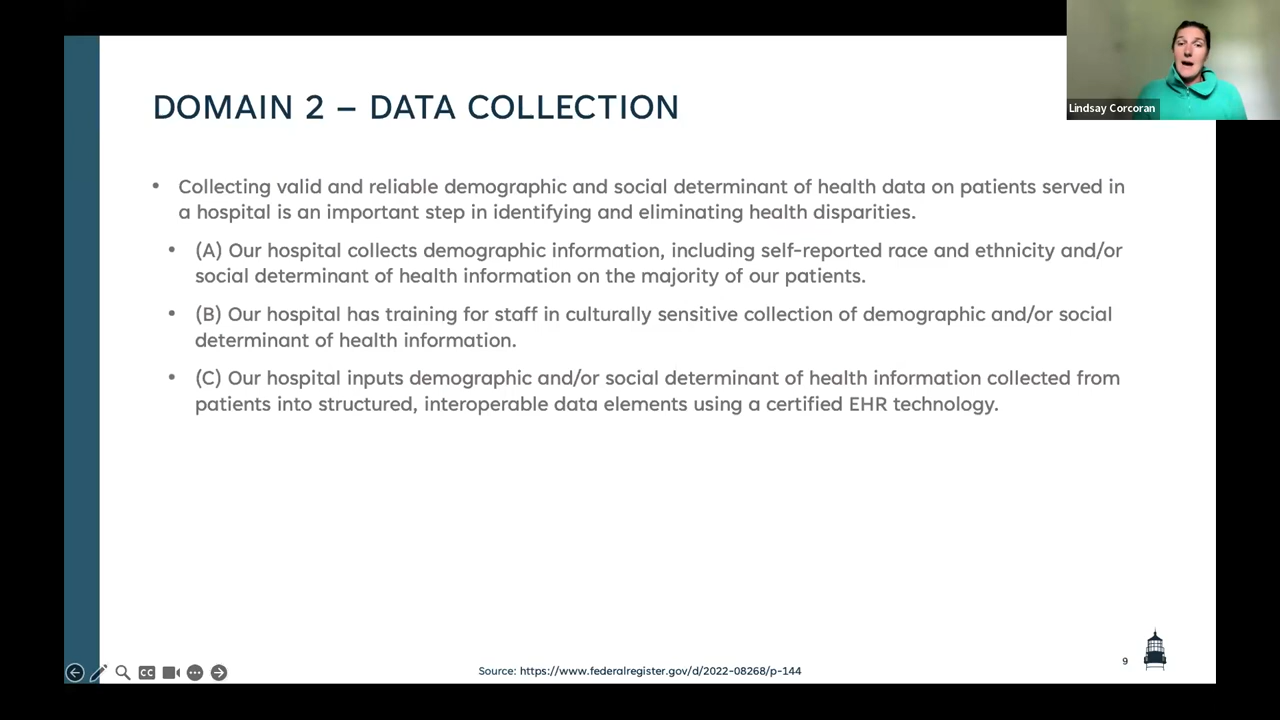 Lindsay Corcoran
DOMAIN 2 – DATA COLLECTION
• Collecting valid and reliable demographic and social determinant of health data on patients served in
a hospital is an important step in identifying and eliminating health disparities.
• (A) Our hospital collects demographic information, including self-reported race and ethnicity and/or
social determinant of health information on the majority of our patients.
• (B) Our hospital has training for staff in culturally sensitive collection of demographic and/or social
determinant of health information.
• (C) Our hospital inputs demographic and/or social determinant of health information collected from
patients into structured, interoperable data elements using a certified EHR technology.
CC
Source: https://www.federalregister.gov/d/2022-08268/p-144
9